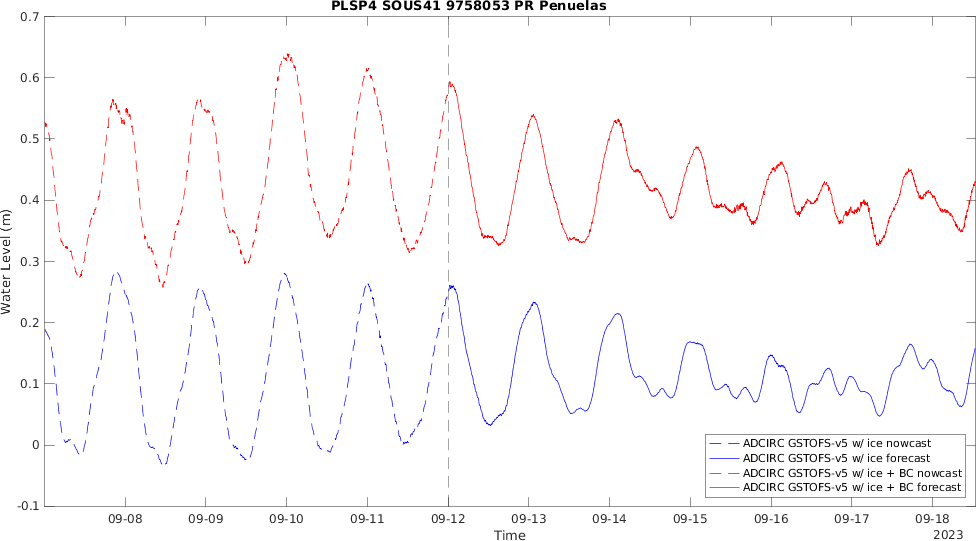 PLSP4 SOUS41 9758053 PR Penuelas
0.7
0.6
0.5
0.4
0.3
0.2
0.1
0
-0.1
Water Level (m)
ADCIRC GSTOFS-v5 w/ ice nowcast
ADCIRC GSTOFS-v5 w/ ice forecast
ADCIRC GSTOFS-v5 w/ ice + BC nowcast
ADCIRC GSTOFS-v5 w/ ice + BC forecast
09-08 09-09 09-10 09-11 09-12 09-13 09-14 09-15 09-16 09-17 09-18
Time
2023